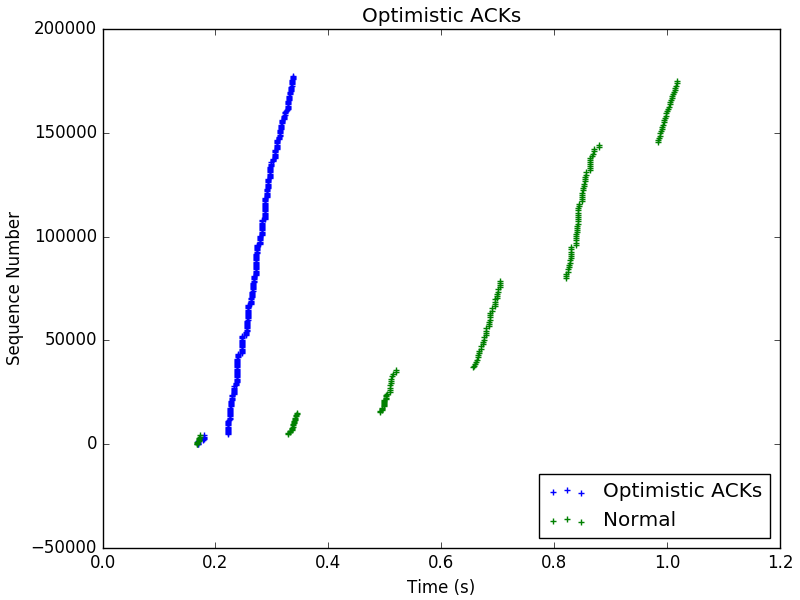 Optimistic ACKs
200000
150000
100000
50000
0
−50000
Sequence Number
0.0 0.2 0.4 0.6 0.8 1.0 1.2
Time (s)
Optimistic ACKs
Normal